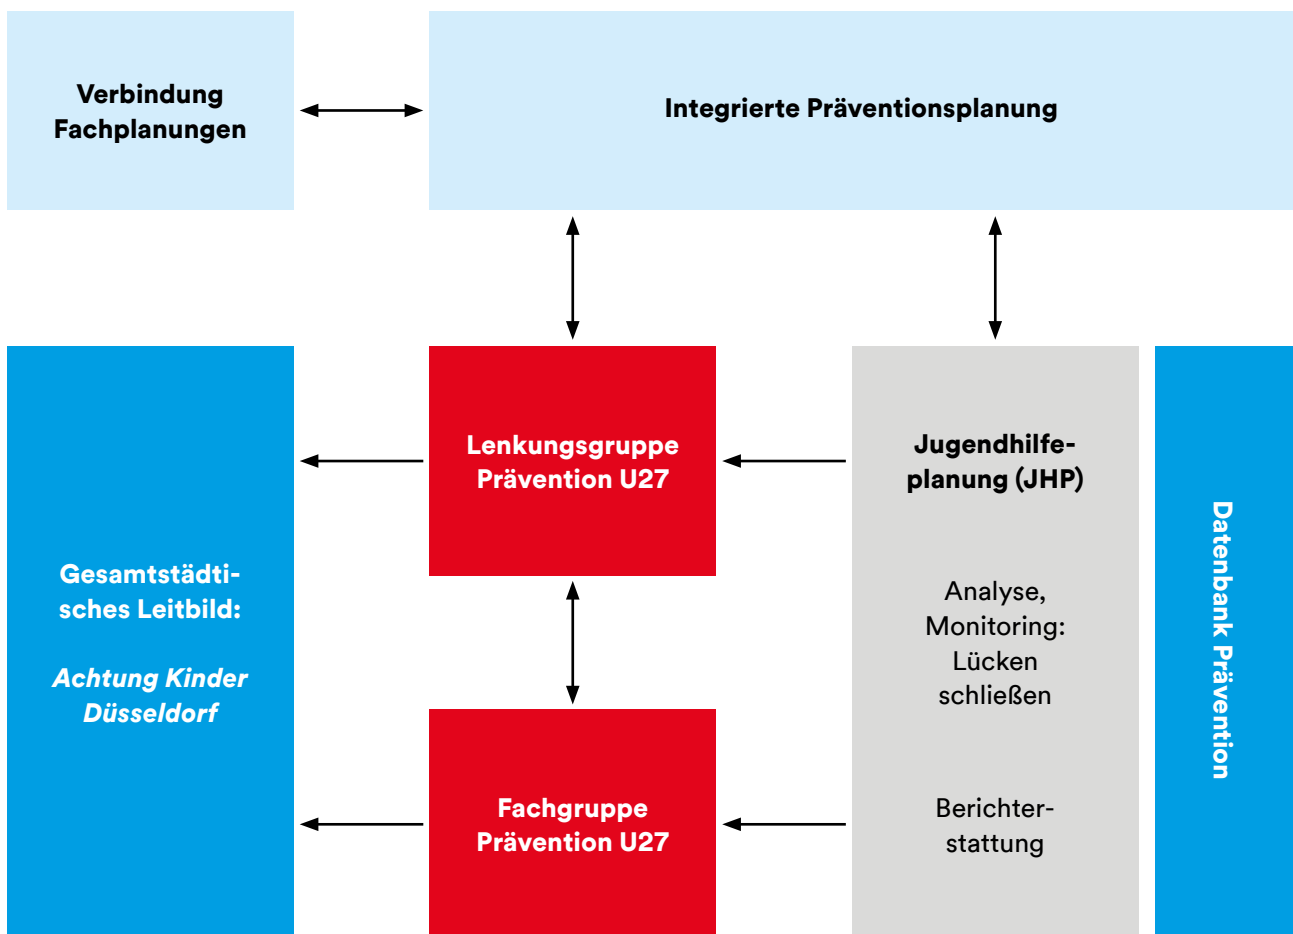 Verbindung
Fachplanungen
Integrierte Präventionsplanung
Gesamtstädti-
sches Leitbild:
Achtung Kinder
Düsseldorf
Lenkungsgruppe
Prävention U27
Fachgruppe
Prävention U27
Jugendhilfe-
planung (JHP)
Analyse,
Monitoring:
Lücken
schließen
Berichter-
stattung
Datenbank Prävention